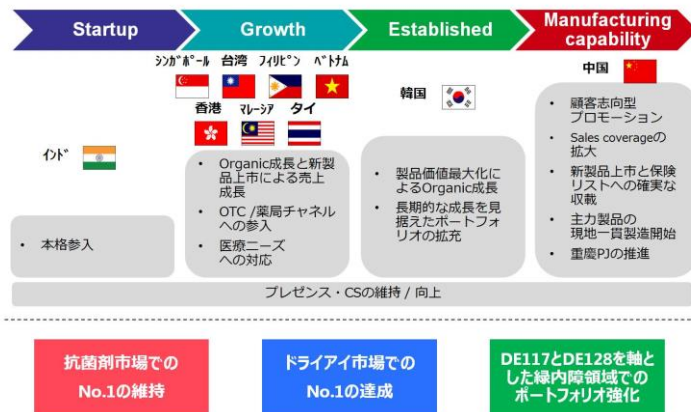 Startup
Growth
Established
Manufacturing
capability
シンガポール 台湾 フィリピン ベトナム
香港 マレーシア タイ
インド
韓国
中国
• 本格参入
• Organic成長と新製
品上市による売上
成長
• OTC /薬局チャネル
への参入
• 医療ニーズ
への対応
• 製品価値最大化に
よるOrganic成長
• 長期的な成長を見
据えたポートフォ
リオの拡充
• 顧客志向型
プロモーション
• Sales coverageの
拡大
• 新製品上市と保険
リストへの確実な
収載
• 主力製品の
現地一貫製造開始
• 重慶PJの推進
プレゼンス・CSの維持 / 向上
抗菌剤市場での
No.1の維持
ドライアイ市場での
No.1の達成
DE117とDE128を軸と
した緑内障領域での
ポートフォリオ強化